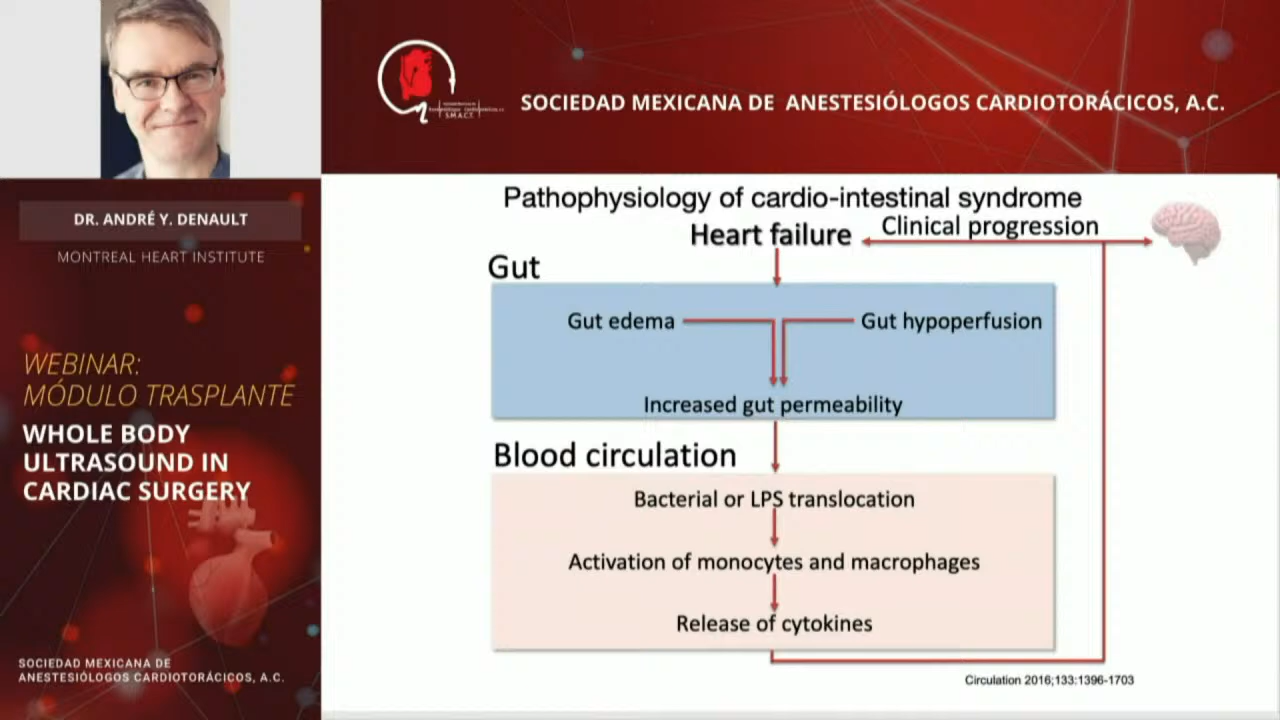 SOCIEDAD MEXICANA DE ANESTESIÓLOGOS CARDIOTORÁCICOS, A.C.
S.M.A.C.T.
DR. ANDRÉ Y. DENAULT
MONTREAL HEART INSTITUTE
WEBINAR:
MÓDULO TRASPLANTE
WHOLE BODY
ULTRASOUND IN
CARDIAC SURGERY
SOCIEDAD MEXICANA DE
ANESTESIÓLOGOS CARDIOTORÁCICOS, A.C.
Pathophysiology of cardio-intestinal syndrome
Heart failure
Clinical progression
Gut
Gut edema
Gut hypoperfusion
Increased gut permeability
Blood circulation
Bacterial or LPS translocation
Activation of monocytes and macrophages
Release of cytokines
Circulation 2016;133:1396-1703